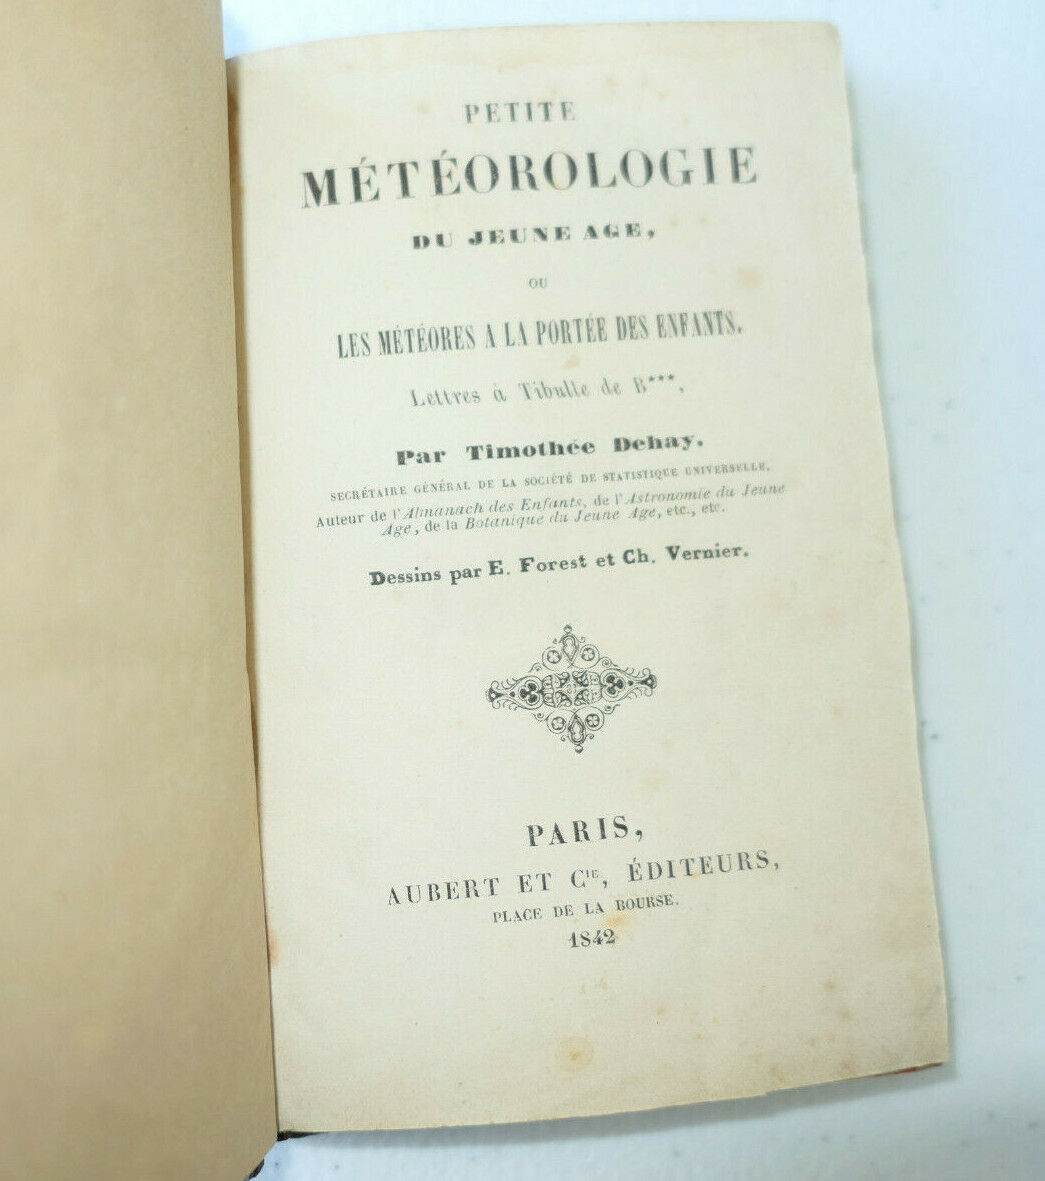 PETITE
MÉTÉOROLOGIE
DU JEUNE AGE,
OU
LES MÉTÉORES A LA PORTÉE DES ENFANTS.
Lettres à Tibulle de R***,
Par Timothée Dehay.
SECRÉTAIRE GÉNÉRAL DE LA SOCIÉTÉ DE STATISTIQUE UNIVERSELLE,
Auteur de l'Almanach des Enfants, de l'Astronomie du Jeune
Age, de la Botanique du Jeune Age, etc., etc.
Dessins par E. Forest et Ch. Vernier.
PARIS,
AUBERT ET CIE, ÉDITEURS,
PLACE DE LA BOURSE.
1842